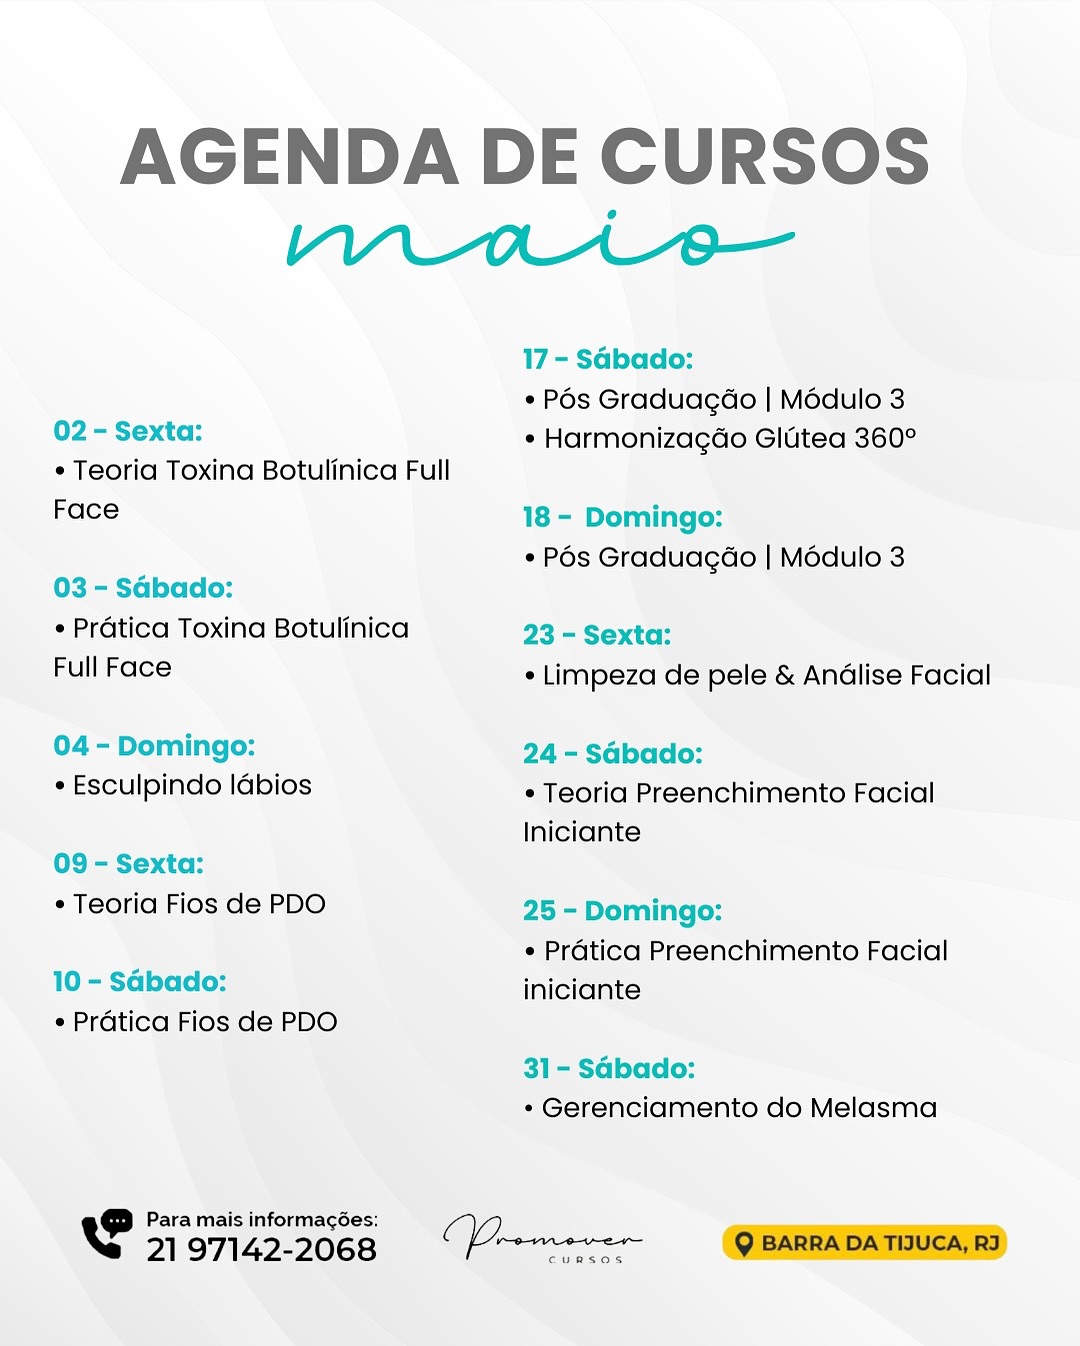 AGENDA DE CURSOS
maio
02 - Sexta:
• Teoria Toxina Botulínica Full
Face
03 - Sábado:
• Prática Toxina Botulínica
Full Face
04 - Domingo:
• Esculpindo lábios
09 - Sexta:
• Teoria Fios de PDO
10 - Sábado:
• Prática Fios de PDO
17 - Sábado:
• Pós Graduação | Módulo 3
• Harmonização Glútea 360º
18 - Domingo:
• Pós Graduação | Módulo 3
23 - Sexta:
• Limpeza de pele & Análise Facial
24 - Sábado:
• Teoria Preenchimento Facial
Iniciante
25 - Domingo:
• Prática Preenchimento Facial
iniciante
31 - Sábado:
• Gerenciamento do Melasma
Para mais informações:
21 97142-2068
Promover
CURSOS
BARRA DA TIJUCA, RJ